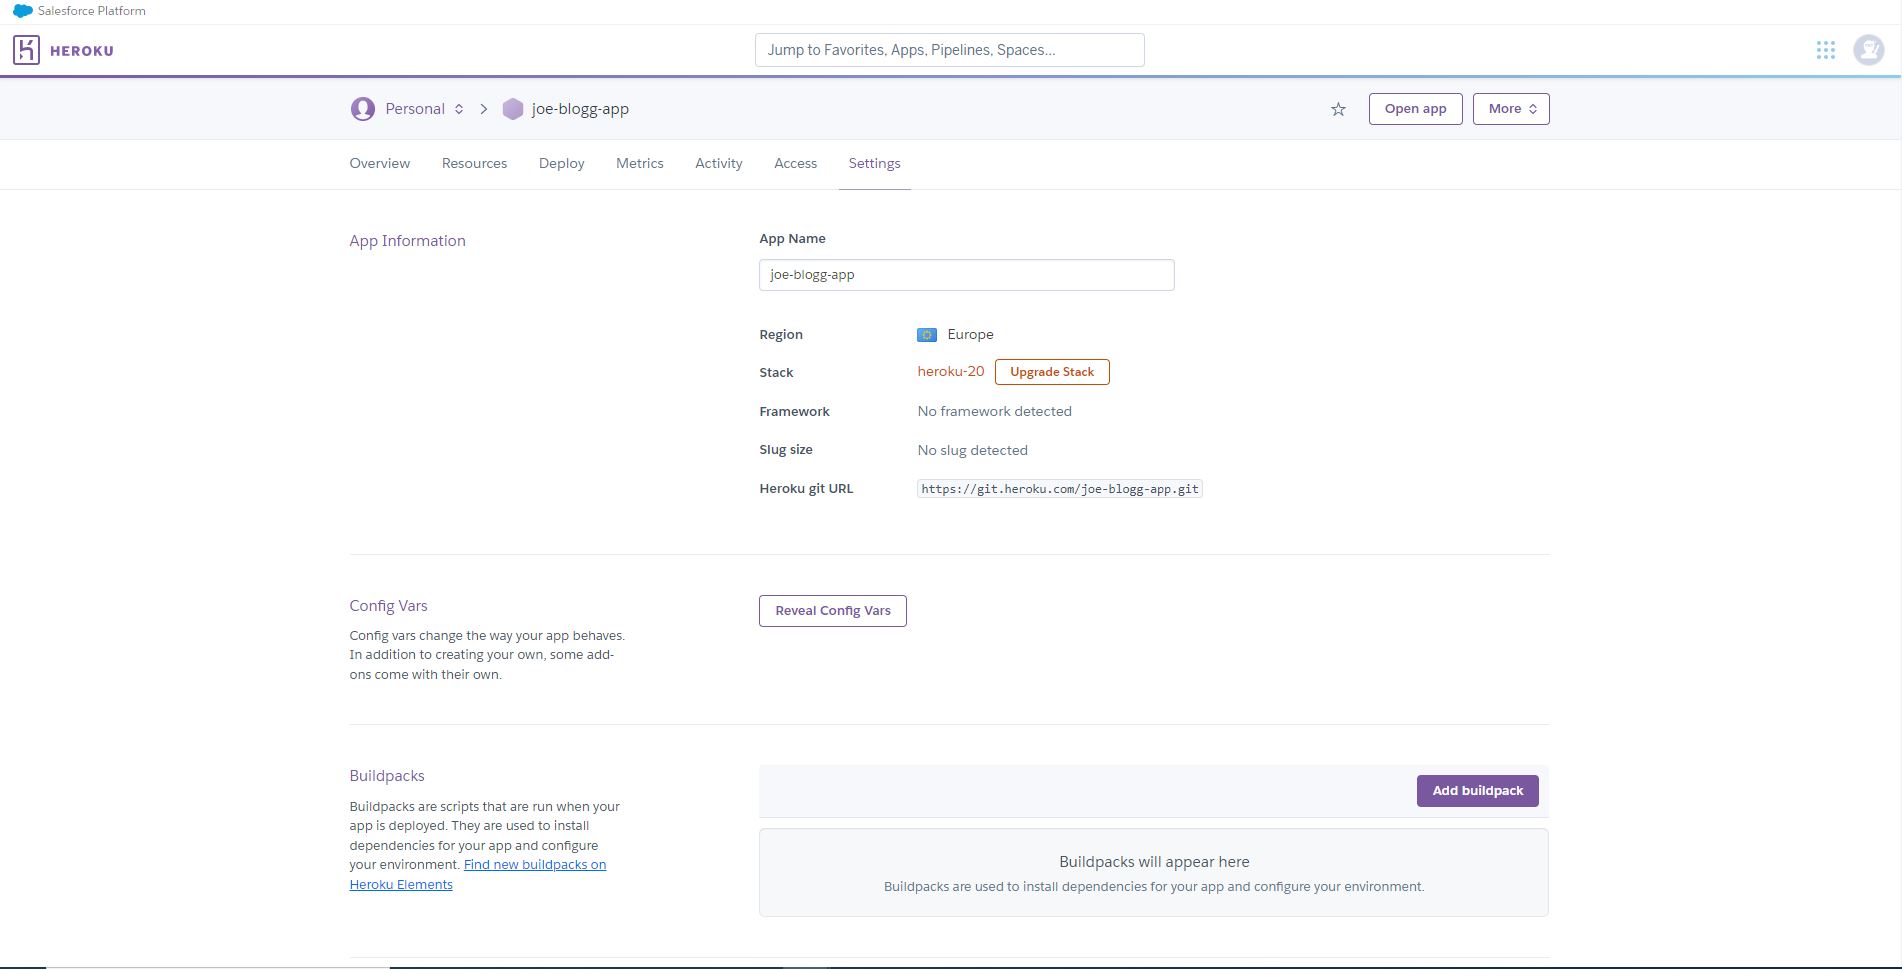 Salesforce Platform
HEROKU
Jump to Favorites, Apps, Pipelines, Spaces...
Personal
joe-blogg-app
Open app
More
Overview
Resources
Deploy
Metrics
Activity
Access
Settings
App Information
App Name
joe-blogg-app
Region
Europe
Stack
heroku-20
Upgrade Stack
Framework
No framework detected
Slug size
No slug detected
Heroku git URL
https://git.heroku.com/joe-blogg-app.git
Config Vars
Config vars change the way your app behaves.
In addition to creating your own, some add-
ons come with their own.
Reveal Config Vars
Buildpacks
Buildpacks are scripts that are run when your
app is deployed. They are used to install
dependencies for your app and configure
your environment. Find new buildpacks on
Heroku Elements
Add buildpack
Buildpacks will appear here
Buildpacks are used to install dependencies for your app and configure your environment.